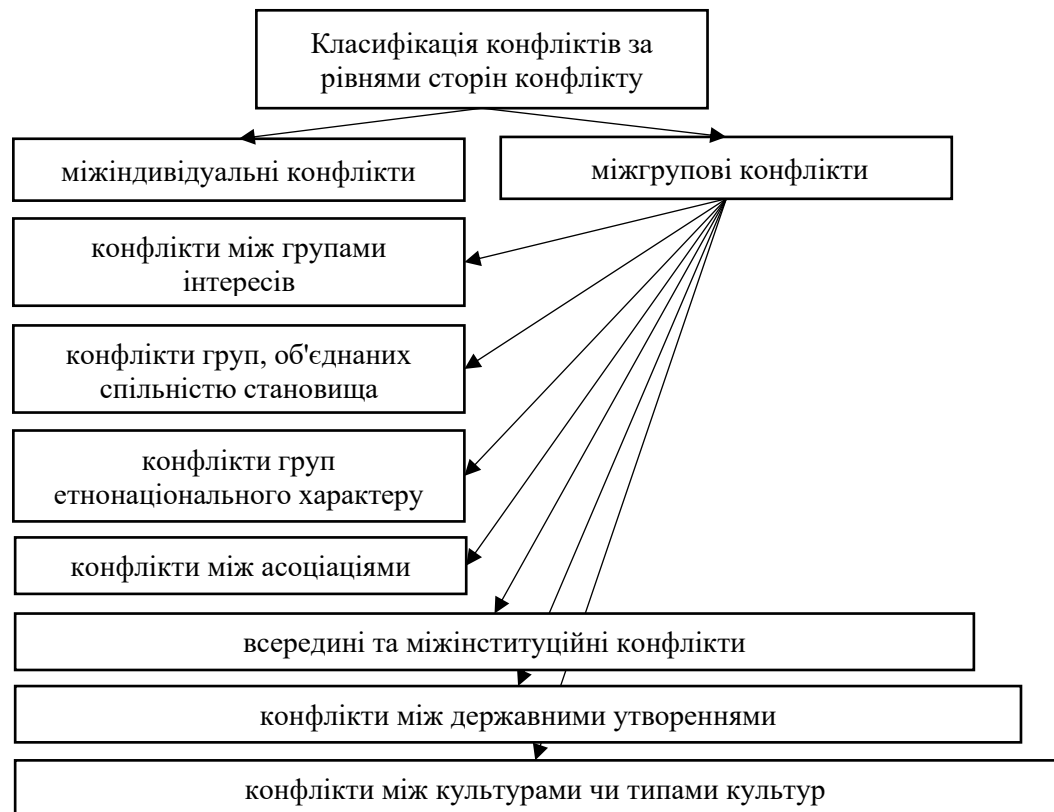 Класифікація конфліктів за
рівнями сторін конфлікту
міжіндивідуальні конфлікти
міжгрупові конфлікти
конфлікти між групами
інтересів
конфлікти груп, об'єднаних
спільністю становища
конфлікти груп
етнонаціонального характеру
конфлікти між асоціаціями
всередині та міжінституційні конфлікти
конфлікти між державними утвореннями
конфлікти між культурами чи типами культур